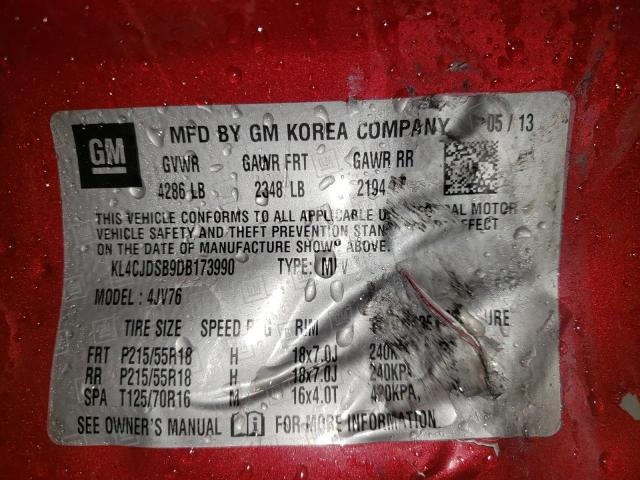 GM
MFD BY GM KOREA COMPANY 05 / 13
GVWR GAWR FRT GAWR RR
4286 LB 2348 LB 2194
THIS VEHICLE CONFORMS TO ALL APPLICABLE MOTOR
VEHICLE SAFETY AND THEFT PREVENTION EFFECT
ON THE DATE OF MANUFACTURE SHOWN ABOVE.
KL4CJDSB9DB173990 TYPE:
MODEL : 4JV76
TIRE SIZE SPEED RIM
FRT P215/55R18 H 18x7.0J
RR P215/55R18 H 18x7.0J 240KPA
SPA T125/70R16 M 16x4.0T 420KPA,
SEE OWNER'S MANUAL FOR MORE INFORMATION